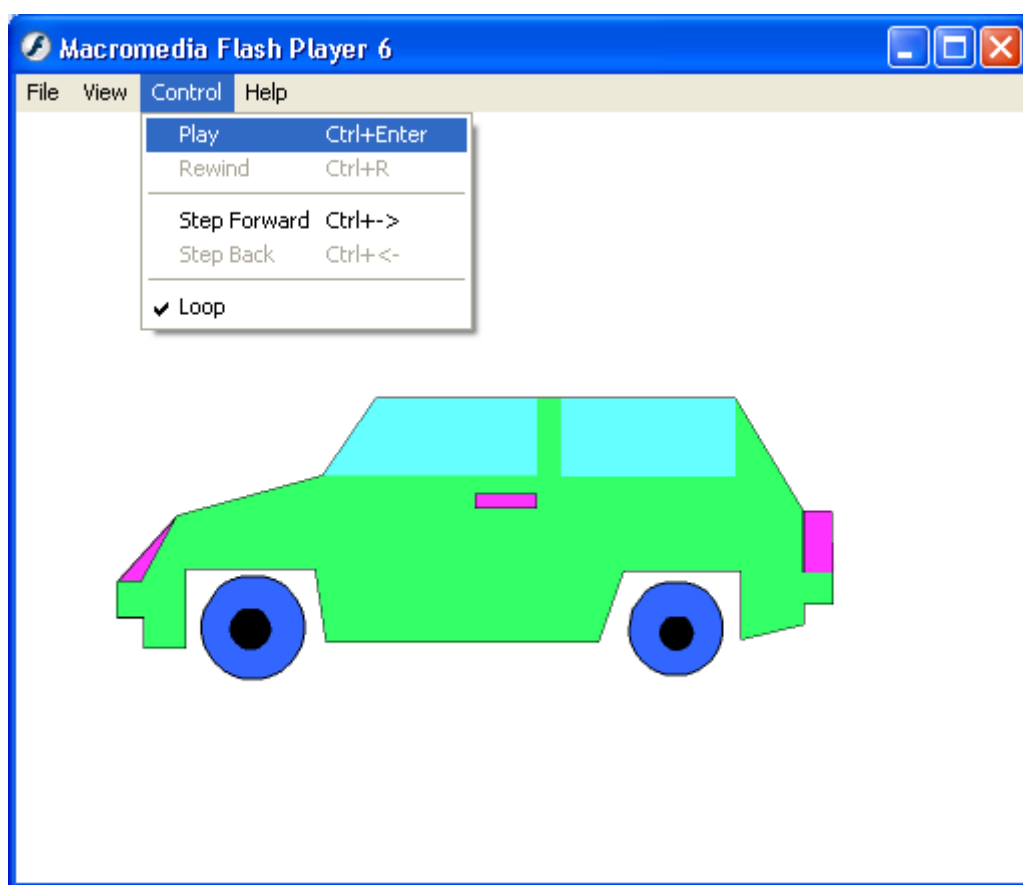 Macromedia Flash Player 6
File View Control Help
Play Ctrl+Enter
Rewind Ctrl+R
Step Forward Ctrl+->
Step Back Ctrl+<-
Loop